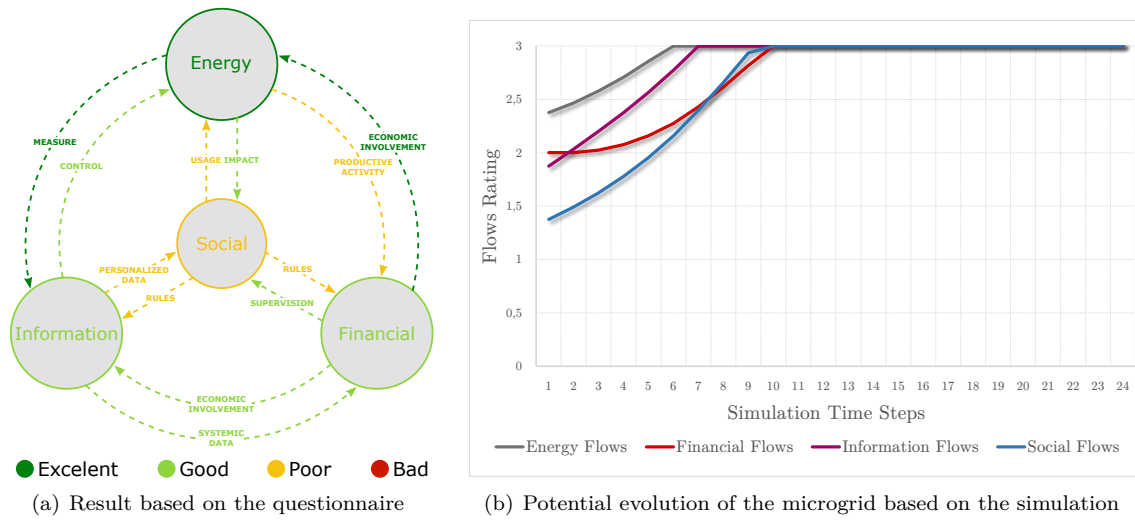 Energy
MEASURE
CONTROL
USAGE
IMPACT
ECONOMIC
INVOLVEMENT
PRODUCTIVE
ACTIVITY
Social
PERSONALIZED
DATA
RULES
RULES
SUPERVISION
Information
Financial
ECONOMIC
INVOLVEMENT
SYSTEMIC
DATA
Excelent Good Poor Bad
(a) Result based on the questionnaire
Flows Rating
3
2,5
2
1,5
1
0,5
0
1 2 3 4 5 6 7 8 9 10 11 12 13 14 15 16 17 18 19 20 21 22 23 24
Simulation Time Steps
Energy Flows Financial Flows Information Flows Social Flows
(b) Potential evolution of the microgrid based on the simulation